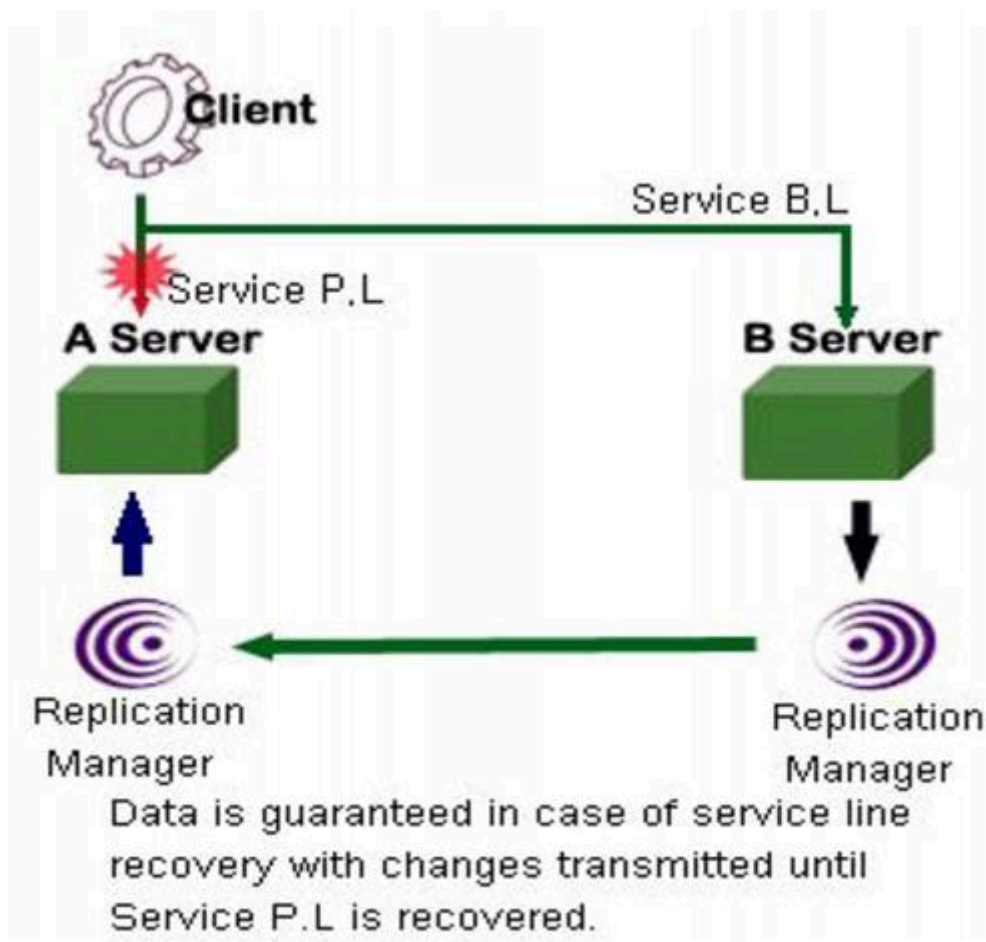 Client
Service B.L
Service P.L
A Server
B Server
Replication
Manager
Replication
Manager
Data is guaranteed in case of service line
recovery with changes transmitted until
Service P.L is recovered.